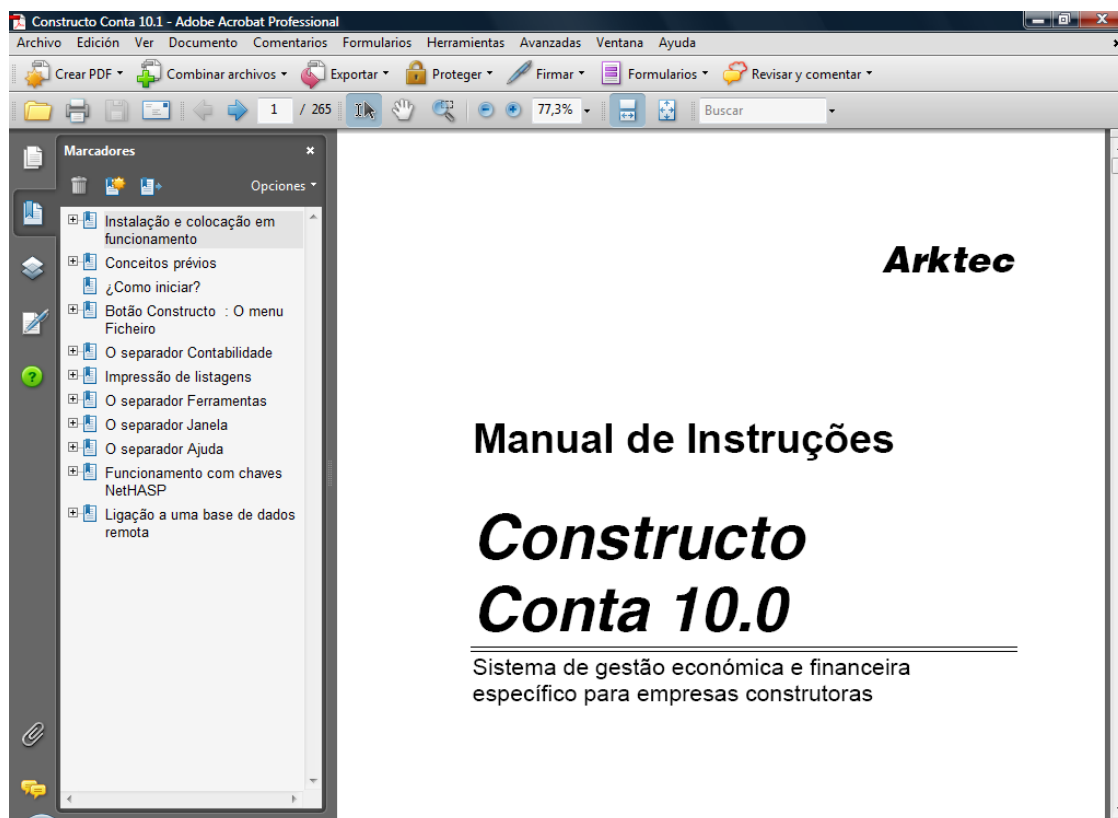 Constructo Conta 10.1 - Adobe Acrobat Professional
Archivo Edición Ver Documento Comentarios Formularios Herramientas Avanzadas Ventana Ayuda
Crear PDF Combinar archivos Exportar Proteger Firmar Formularios Revisar y comentar
1 / 265 77,3% Buscar
Marcadores
Opciones
Instalação e colocação em
funcionamento
Conceitos prévios
¿Como iniciar?
Botão Constructo : O menu
Ficheiro
O separador Contabilidade
Impressão de listagens
O separador Ferramentas
O separador Janela
O separador Ajuda
Funcionamento com chaves
NetHASP
Ligação a uma base de dados
remota
Arktec
Manual de Instruções
Constructo
Conta 10.0
Sistema de gestão económica e financeira
específico para empresas construtoras